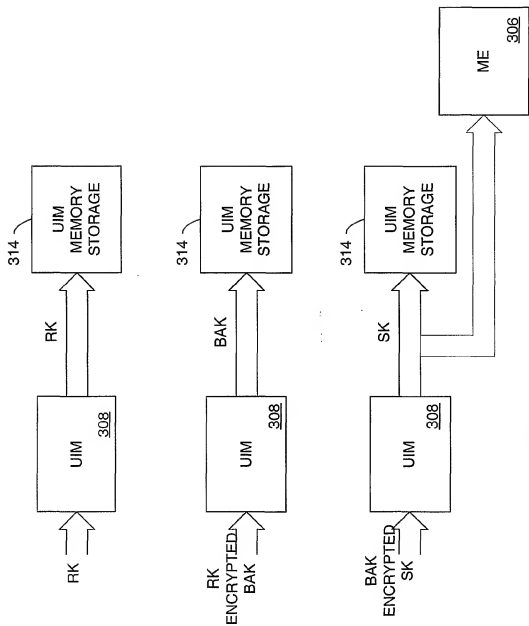 RK
UIM
308
RK
314
UIM
MEMORY
STORAGE
RK
ENCRYPTED
BAK
UIM
308
BAK
314
UIM
MEMORY
STORAGE
BAK
ENCRYPTED
SK
UIM
308
SK
314
UIM
MEMORY
STORAGE
ME
306